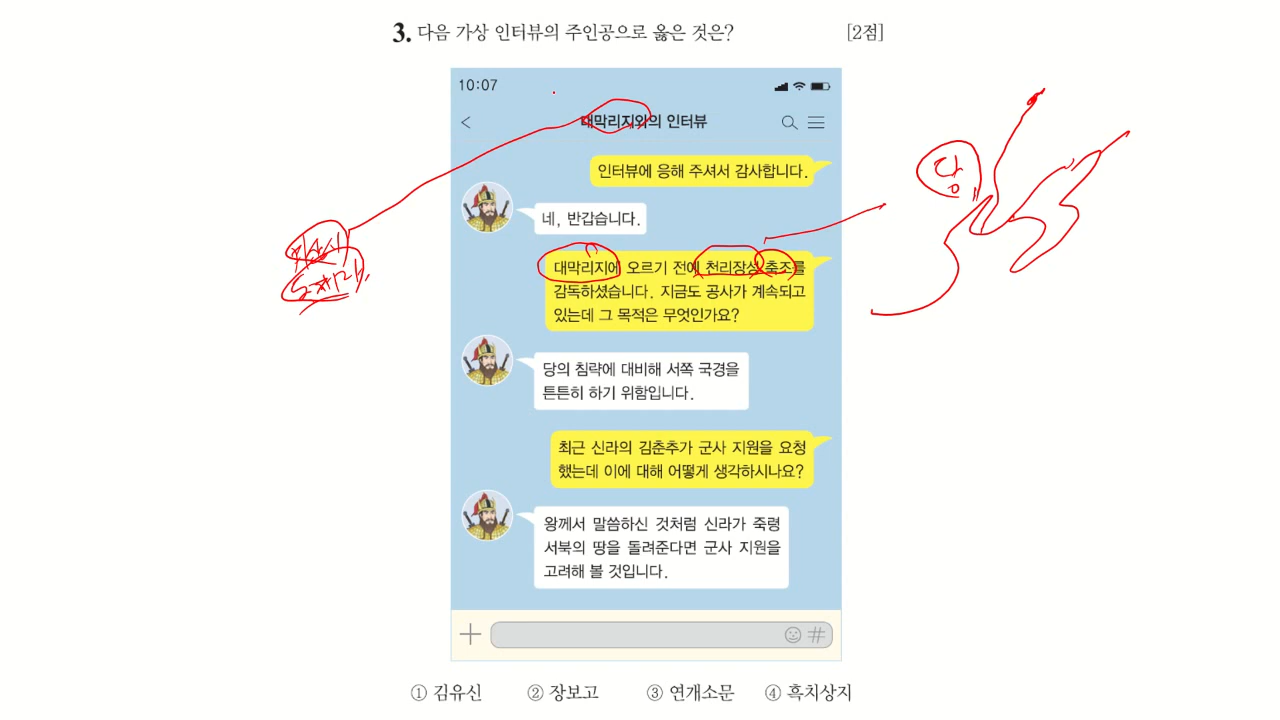 3. 다음 가상 인터뷰의 주인공으로 옳은 것은? [2점]
10:07
대막리지와의 인터뷰
인터뷰에 응해 주셔서 감사합니다.
네, 반갑습니다.
당
대막리지에 오르기 전에 천리장성 축조를
감독하셨습니다. 지금도 공사가 계속되고
있는데 그 목적은 무엇인가요?
당의 침략에 대비해 서쪽 국경을
튼튼히 하기 위함입니다.
최근 신라의 김춘추가 군사 지원을 요청
했는데 이에 대해 어떻게 생각하시나요?
왕께서 말씀하신 것처럼 신라가 죽령
서북의 땅을 돌려준다면 군사 지원을
고려해 볼 것입니다.
① 김유신 ② 장보고 ③ 연개소문 ④ 흑치상지